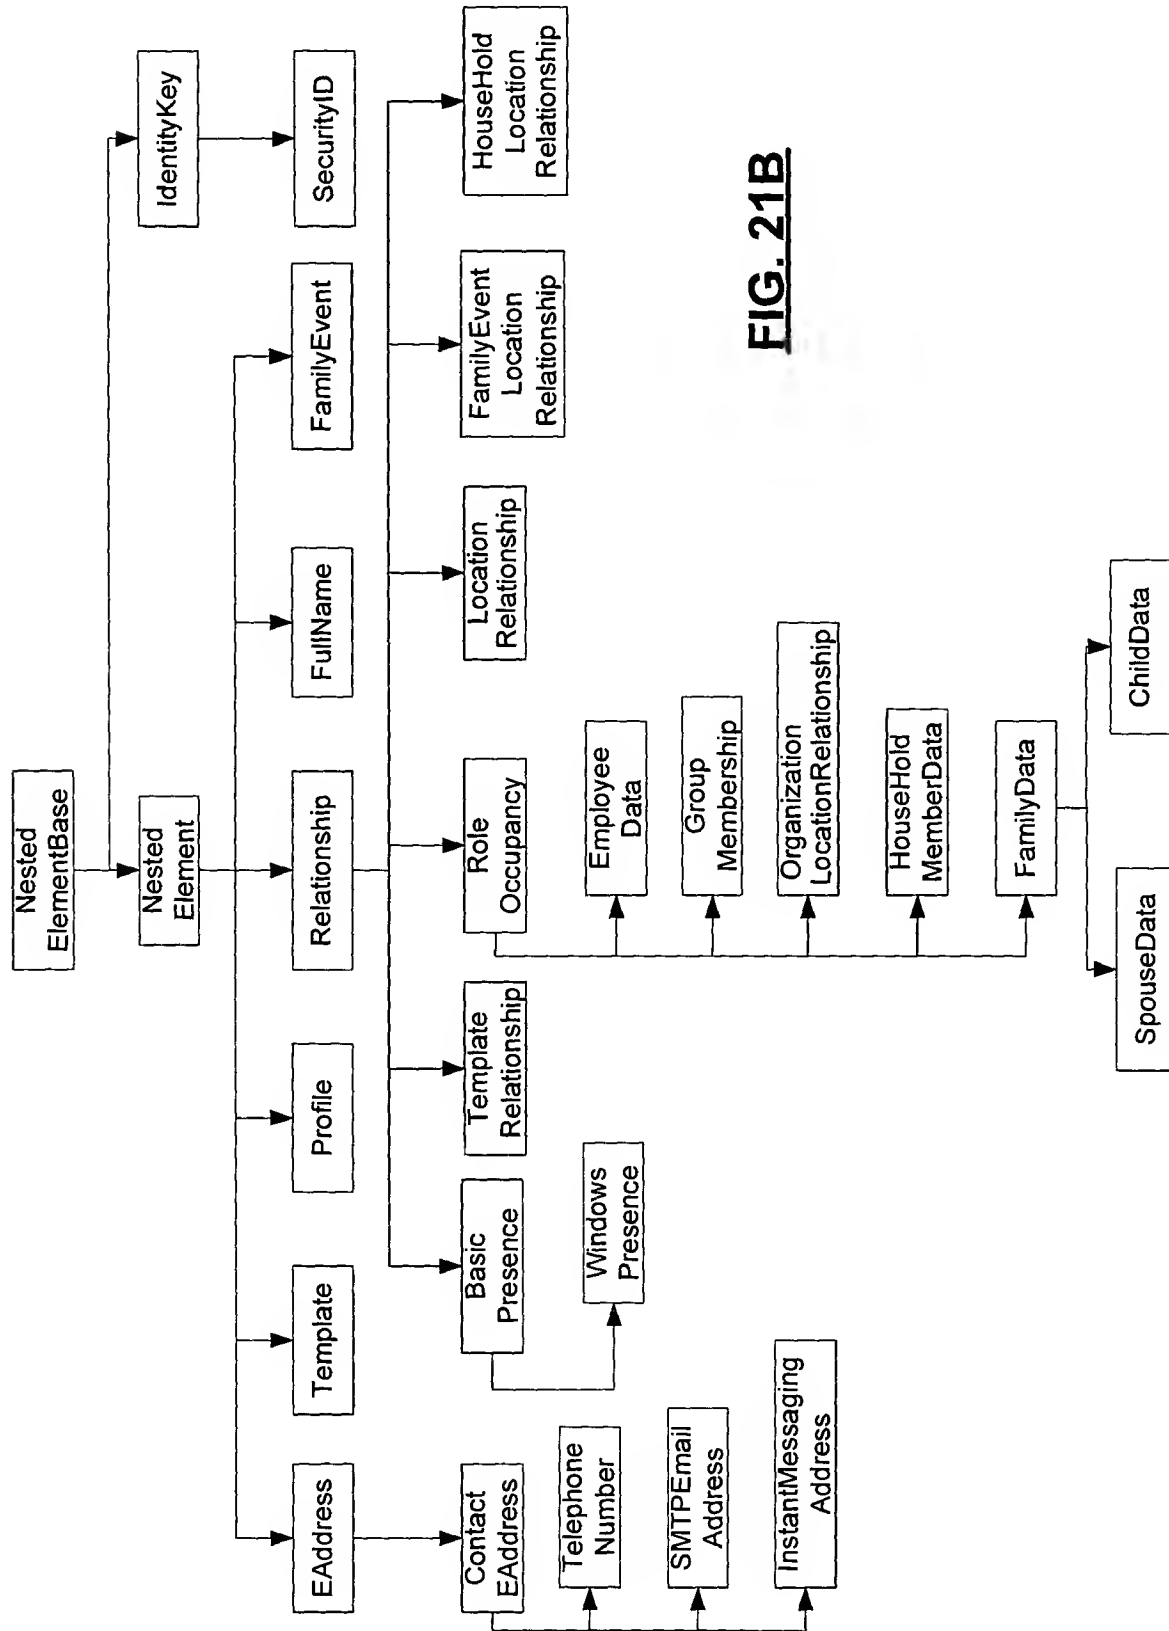 Nested
ElementBase
Nested
Element
IdentityKey
EAddress
Template
Profile
Relationship
FullName
FamilyEvent
SecurityID
Contact
EAddress
Basic
Presence
Template
Relationship
Role
Occupancy
Location
Relationship
FamilyEvent
Location
Relationship
HouseHold
Location
Relationship
Telephone
Number
SMTPEmail
Address
InstantMessaging
Address
Windows
Presence
Employee
Data
Group
Membership
Organization
LocationRelationship
HouseHold
MemberData
FamilyData
SpouseData
ChildData
FIG. 21B